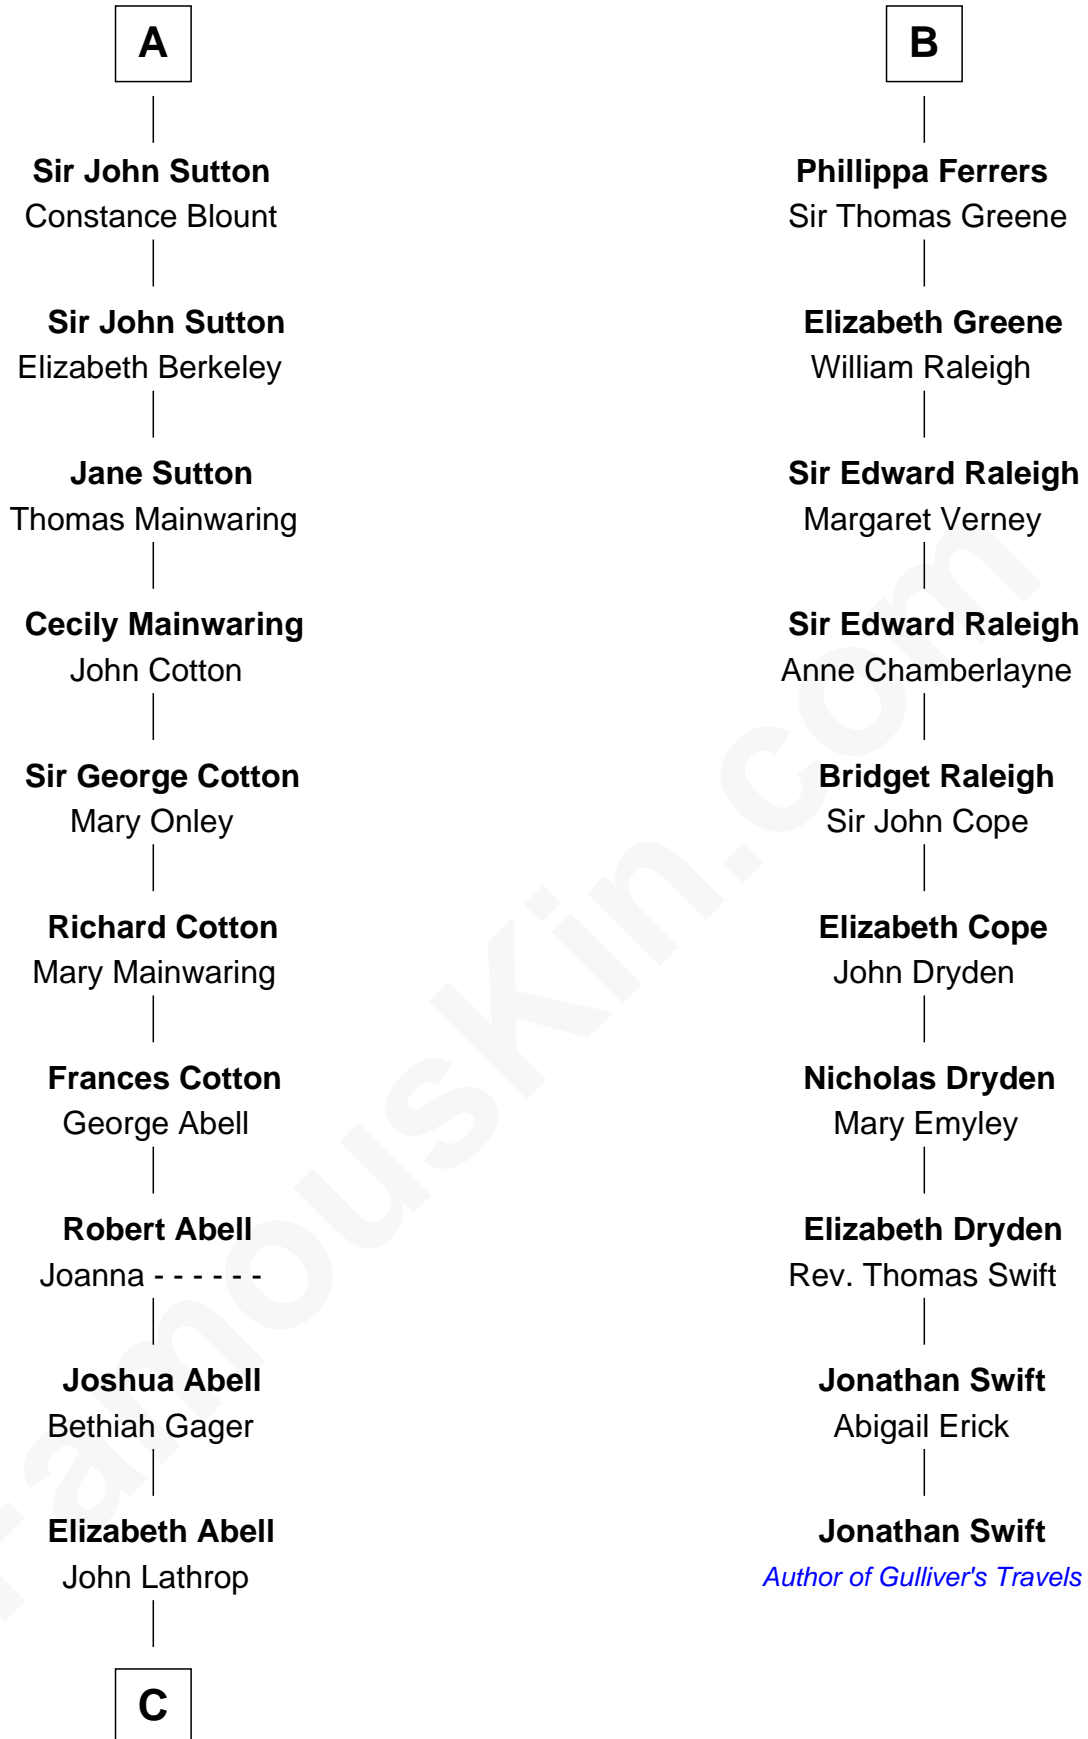 A
Sir John Sutton
Constance Blount
Sir John Sutton
Elizabeth Berkeley
Jane Sutton
Thomas Mainwaring
Cecily Mainwaring
John Cotton
Sir George Cotton
Mary Onley
Richard Cotton
Mary Mainwaring
Frances Cotton
George Abell
Robert Abell
Joanna - - - - - -
Joshua Abell
Bethiah Gager
Elizabeth Abell
John Lathrop
C
B
Phillippa Ferrers
Sir Thomas Greene
Elizabeth Greene
William Raleigh
Sir Edward Raleigh
Margaret Verney
Sir Edward Raleigh
Anne Chamberlayne
Bridget Raleigh
Sir John Cope
Elizabeth Cope
John Dryden
Nicholas Dryden
Mary Emyley
Elizabeth Dryden
Rev. Thomas Swift
Jonathan Swift
Abigail Erick
Jonathan Swift
Author of Gulliver's Travels
FamousKin.com